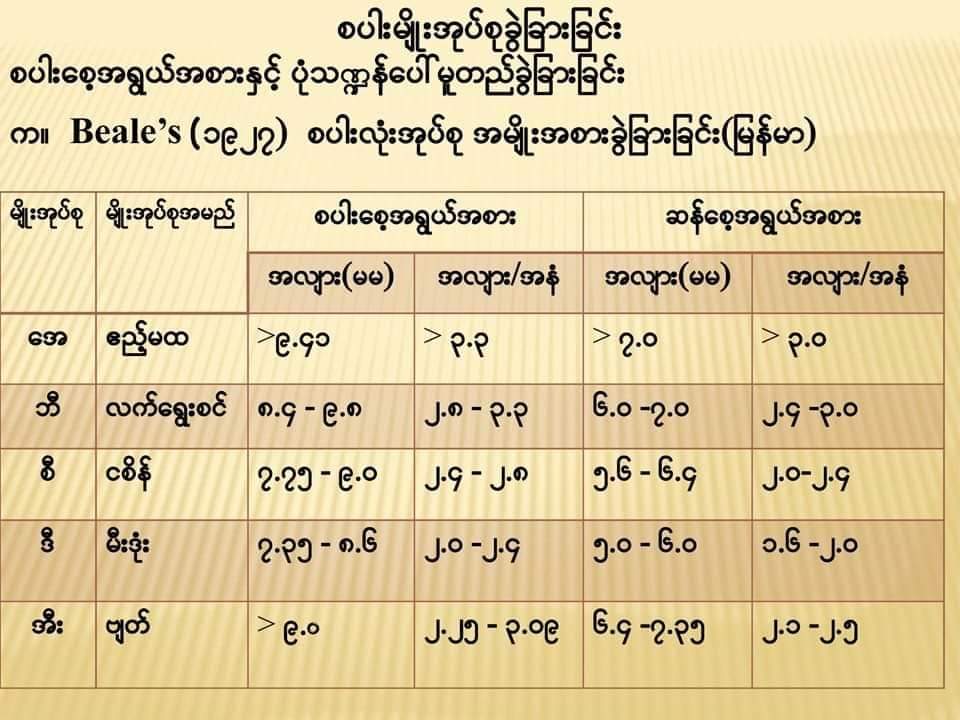 စပါးမျိုးအုပ်စုခွဲခြားခြင်း
စပါးစေ့အရွယ်အစားနှင့် ပုံသဏ္ဍန်ပေါ် မူတည်ခွဲခြားခြင်း
က။ Beale’s (၁၉၂၇) စပါးလုံးအုပ်စု အမျိုးအစားခွဲခြားခြင်း(မြန်မာ)
မျိုးအုပ်စု မျိုးအုပ်စုအမည် စပါးစေ့အရွယ်အစား ဆန်စေ့အရွယ်အစား
အလျား(မမ) အလျား/အနံ အလျား(မမ) အလျား/အနံ
အေ ဧည့်မထ >၉.၄၁ > ၃.၃ > ၇.၀ > ၃.၀
ဘီ လက်ရွေးစင် ၈.၄ - ၉.၈ ၂.၈ - ၃.၃ ၆.၀ -၇.၀ ၂.၄ -၃.၀
စီ ငစိန် ၇.၇၅ - ၉.၀ ၂.၄ - ၂.၈ ၅.၆ - ၆.၄ ၂.၀-၂.၄
ဒီ မီးဒုံး ၇.၃၅ - ၈.၆ ၂.၀ -၂.၄ ၅.၀ - ၆.၀ ၁.၆ -၂.၀
အီး ဗျတ် > ၉.၀ ၂.၂၅ - ၃.၀၉ ၆.၄ -၇.၃၅ ၂.၁ -၂.၅